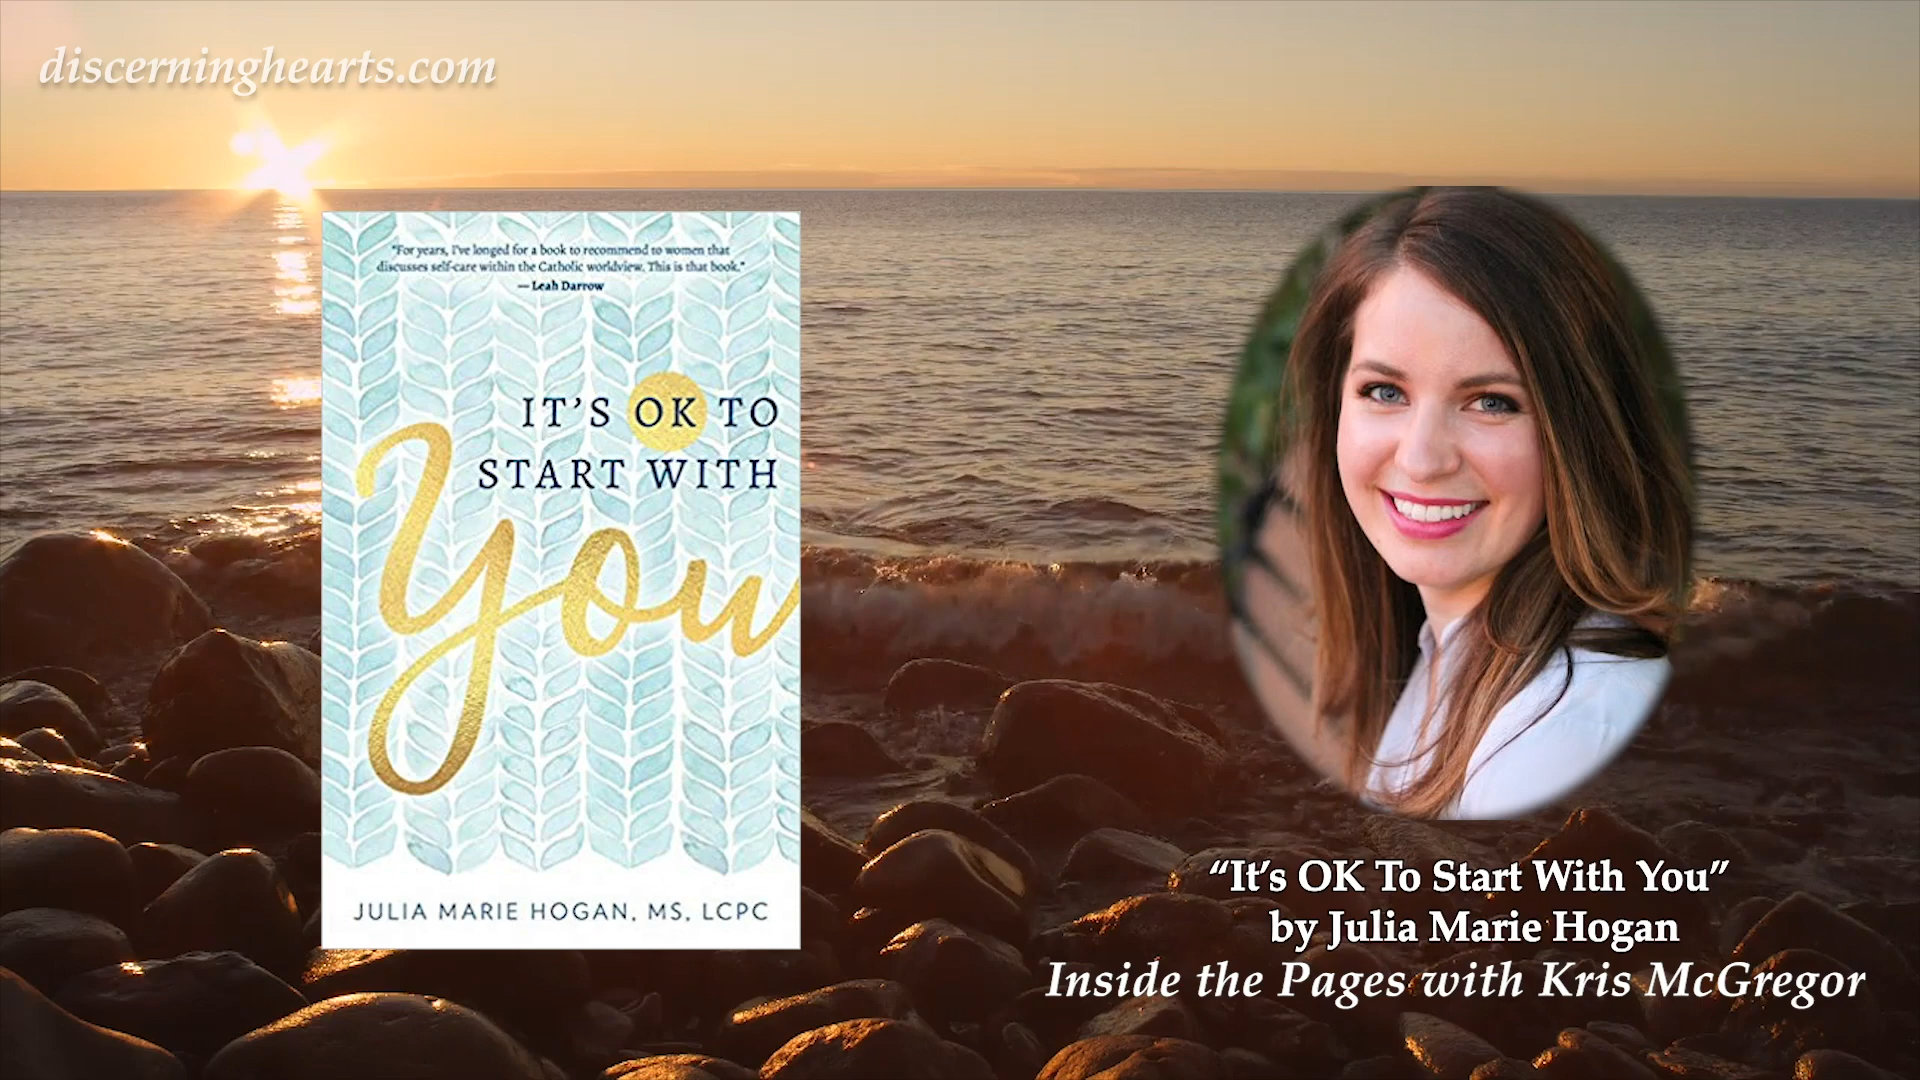 discerninghearts.com
"For years, I've longed for a book to recommend to women that
discusses self-care within the Catholic worldview. This is that book."
— Leah Darrow
IT'S OK TO
START WITH
you
JULIA MARIE HOGAN, MS, LCPC
“It’s OK To Start With You”
by Julia Marie Hogan
Inside the Pages with Kris McGregor